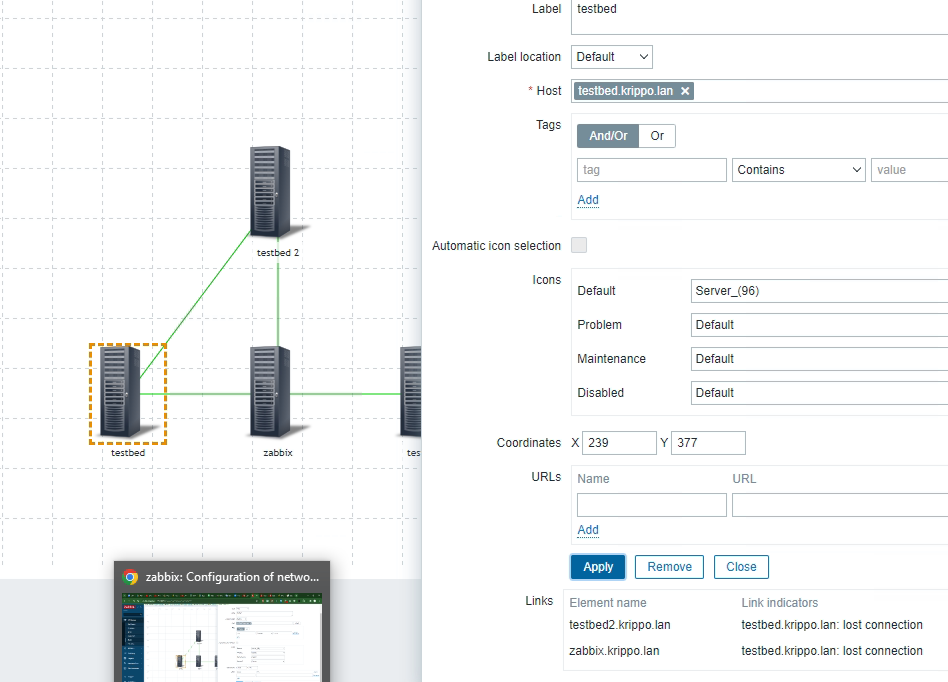 Label testbed
Label location Default
* Host testbed.krippo.lan ×
Tags And/Or Or
tag Contains value
Add
Automatic icon selection
Icons
Default Server_(96)
Problem Default
Maintenance Default
Disabled Default
Coordinates X 239 Y 377
URLs Name URL
Add
Apply Remove Close
Links Element name Link indicators
testbed2.krippo.lan testbed.krippo.lan: lost connection
zabbix.krippo.lan testbed.krippo.lan: lost connection
testbed 2
testbed zabbix tes
zabbix: Configuration of netwo...